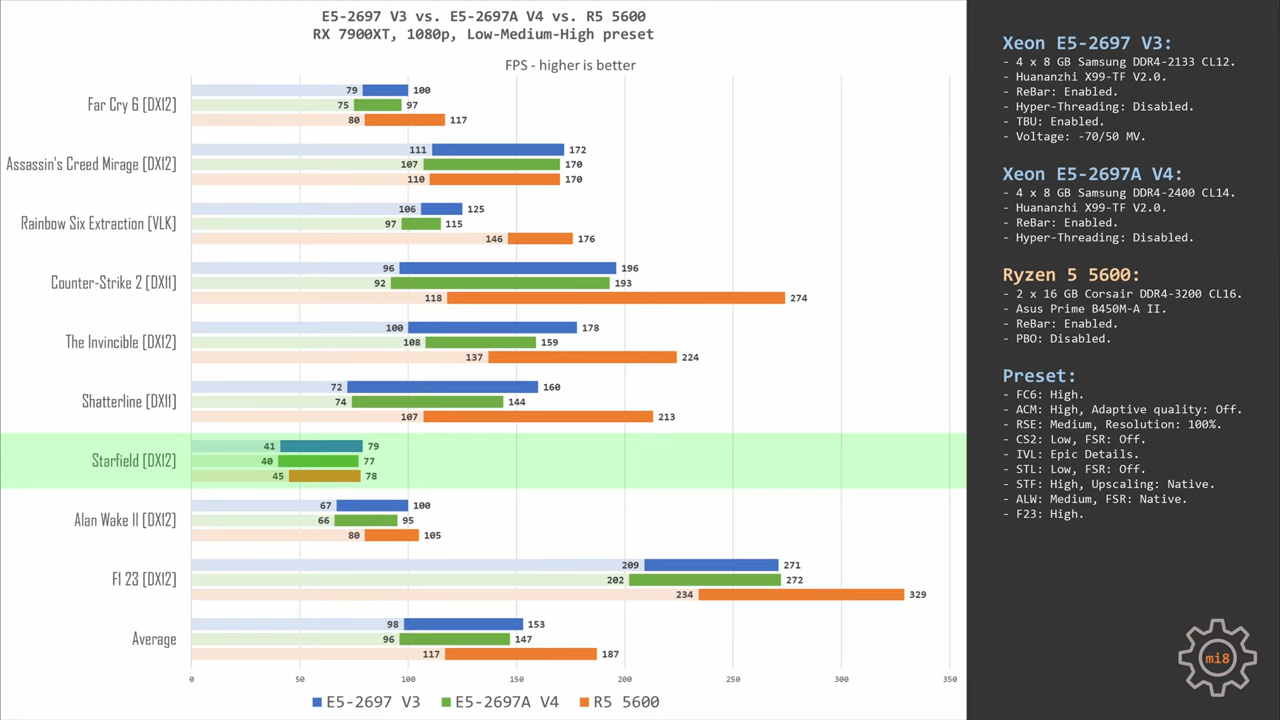 E5-2697 V3 vs. E5-2697A V4 vs. R5 5600
RX 7900XT, 1080p, Low-Medium-High preset
FPS - higher is better
Far Cry 6 [DX12]
79 100
75 97
80 117
Assassin's Creed Mirage [DX12]
111 172
107 170
110 170
Rainbow Six Extraction [VLK]
106 125
97 115
146 176
Counter-Strike 2 [DX11]
96 196
92 193
118 274
The Invincible [DX12]
100 178
108 159
137 224
Shatterline [DX11]
72 160
74 144
107 213
Starfield [DX12]
41 79
40 77
45 78
Alan Wake II [DX12]
67 100
66 95
80 105
F1 23 [DX12]
209 271
202 272
234 329
Average
98 153
96 147
117 187
0 50 100 150 200 250 300 350
E5-2697 V3 E5-2697A V4 R5 5600
Xeon E5-2697 V3:
- 4 x 8 GB Samsung DDR4-2133 CL12.
- Huananzhi X99-TF V2.0.
- ReBar: Enabled.
- Hyper-Threading: Disabled.
- TBU: Enabled.
- Voltage: -70/50 MV.
Xeon E5-2697A V4:
- 4 x 8 GB Samsung DDR4-2400 CL14.
- Huananzhi X99-TF V2.0.
- ReBar: Enabled.
- Hyper-Threading: Disabled.
Ryzen 5 5600:
- 2 x 16 GB Corsair DDR4-3200 CL16.
- Asus Prime B450M-A II.
- ReBar: Enabled.
- PBO: Disabled.
Preset:
- FC6: High.
- ACM: High, Adaptive quality: Off.
- RSE: Medium, Resolution: 100%.
- CS2: Low, FSR: Off.
- IVL: Epic Details.
- STL: Low, FSR: Off.
- STF: High, Upscaling: Native.
- ALW: Medium, FSR: Native.
- F23: High.
mi8